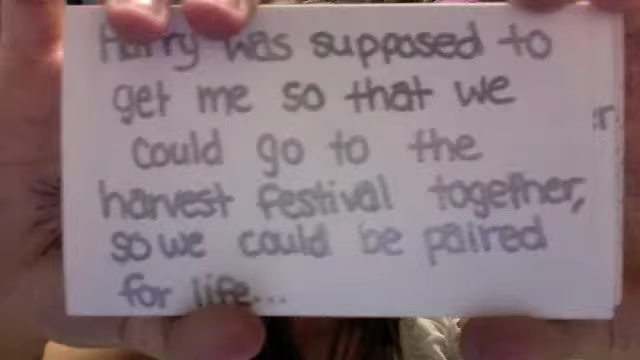 Harry was supposed to
get me so that we
could go to the
harvest festival together,
so we could be paired
for life...